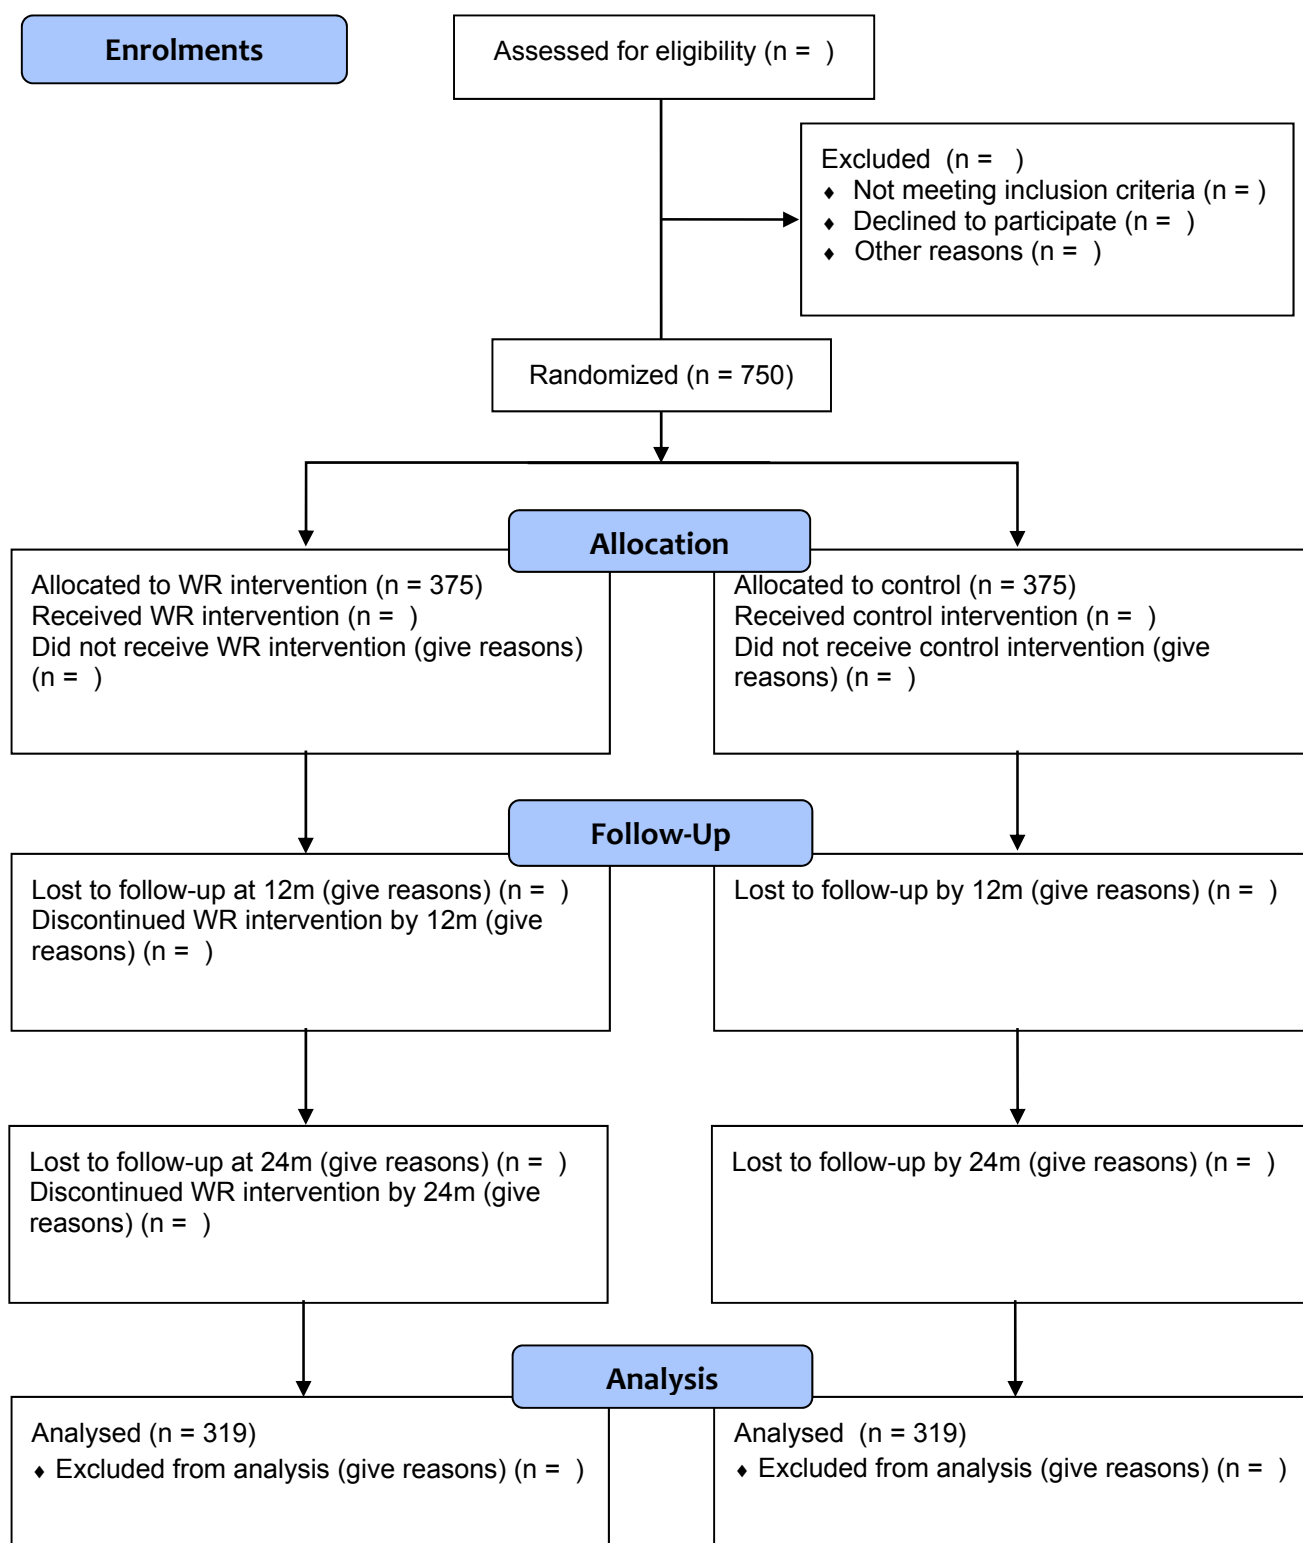 Enrolments
Assessed for eligibility (n =  )
Excluded  (n =  )
♦ Not meeting inclusion criteria (n = )
♦ Declined to participate (n =  )
♦ Other reasons (n =  )
Randomized (n = 750)
Allocation
Allocated to WR intervention (n = 375)
Received WR intervention (n =  )
Did not receive WR intervention (give reasons)
(n =  )
Allocated to control (n = 375)
Received control intervention (n =  )
Did not receive control intervention (give
reasons) (n =  )
Follow-Up
Lost to follow-up at 12m (give reasons) (n =  )
Discontinued WR intervention by 12m (give
reasons) (n =  )
Lost to follow-up by 12m (give reasons) (n =  )
Lost to follow-up at 24m (give reasons) (n =  )
Discontinued WR intervention by 24m (give
reasons) (n =  )
Lost to follow-up by 24m (give reasons) (n =  )
Analysis
Analysed (n = 319)
♦ Excluded from analysis (give reasons) (n =  )
Analysed  (n = 319)
♦ Excluded from analysis (give reasons) (n =  )